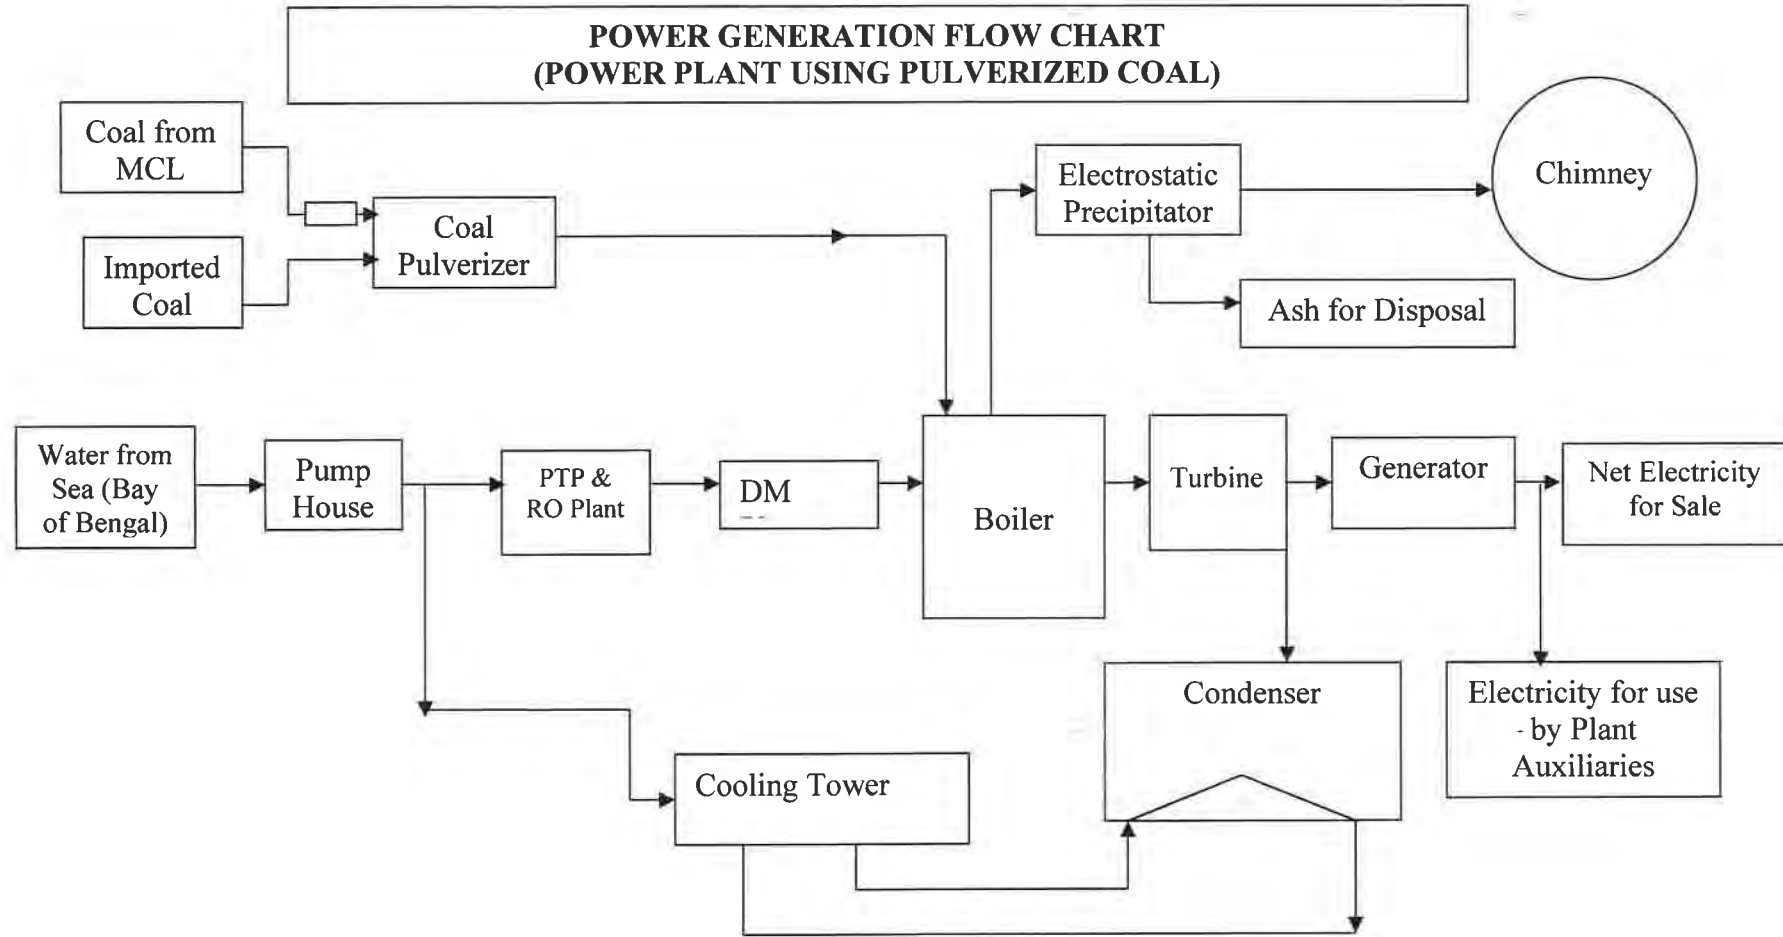 POWER GENERATION FLOW CHART
(POWER PLANT USING PULVERIZED COAL)
Coal from
MCL
Imported
Coal
Coal
Pulverizer
Electrostatic
Precipitator
Chimney
Ash for Disposal
Water from
Sea (Bay
of Bengal)
Pump
House
PTP &
RO Plant
DM
Boiler
Turbine
Generator
Net Electricity
for Sale
Condenser
Electricity for use
by Plant
Auxiliaries
Cooling Tower